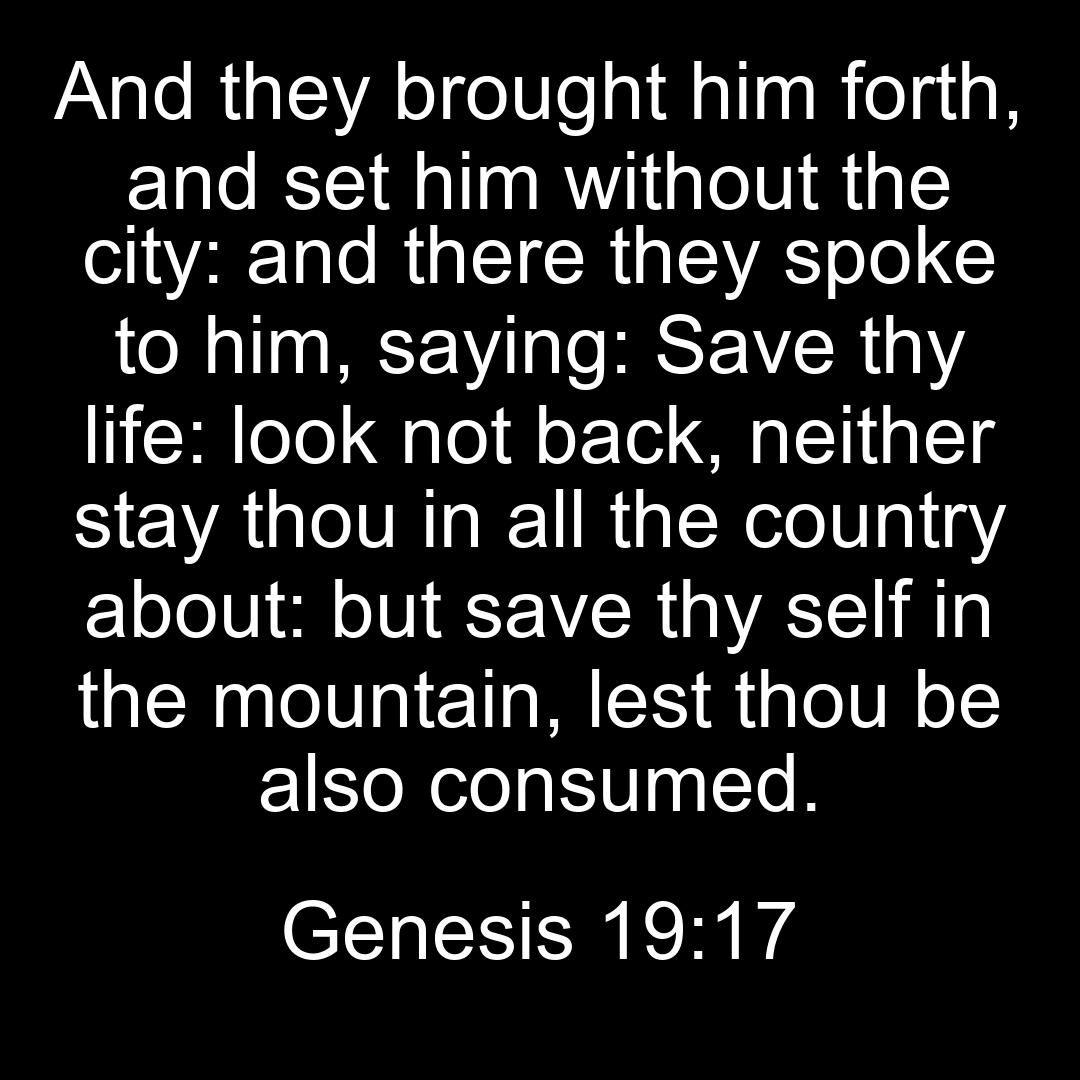 And they brought him forth,
and set him without the
city: and there they spoke
to him, saying: Save thy
life: look not back, neither
stay thou in all the country
about: but save thy self in
the mountain, lest thou be
also consumed.
Genesis 19:17